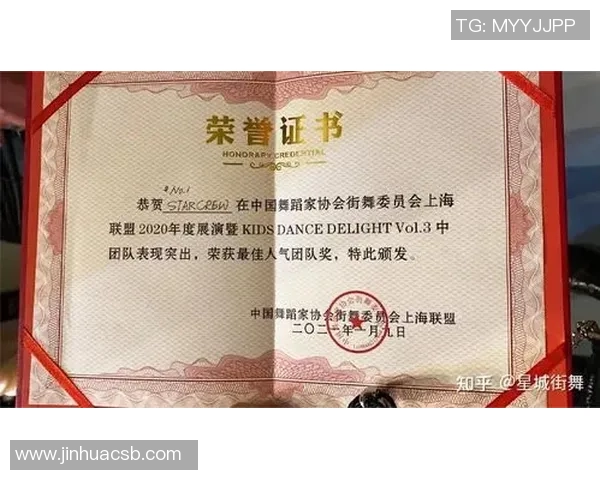 TG: MYYJJPP
荣誉证书
HONORARY CREDENTIAL
#No.1
恭贺 STARCREW 在中国舞蹈家协会街舞委员会上海
联盟 2020年度展演暨 KIDS DANCE DELIGHT Vol.3 中
团队表现突出，荣获最佳人气团队奖，特此颁发。
中国舞蹈家协会街舞委员会上海联盟
二〇二一年一月九日
知乎 @星城街舞
www.jinhuacsb.com